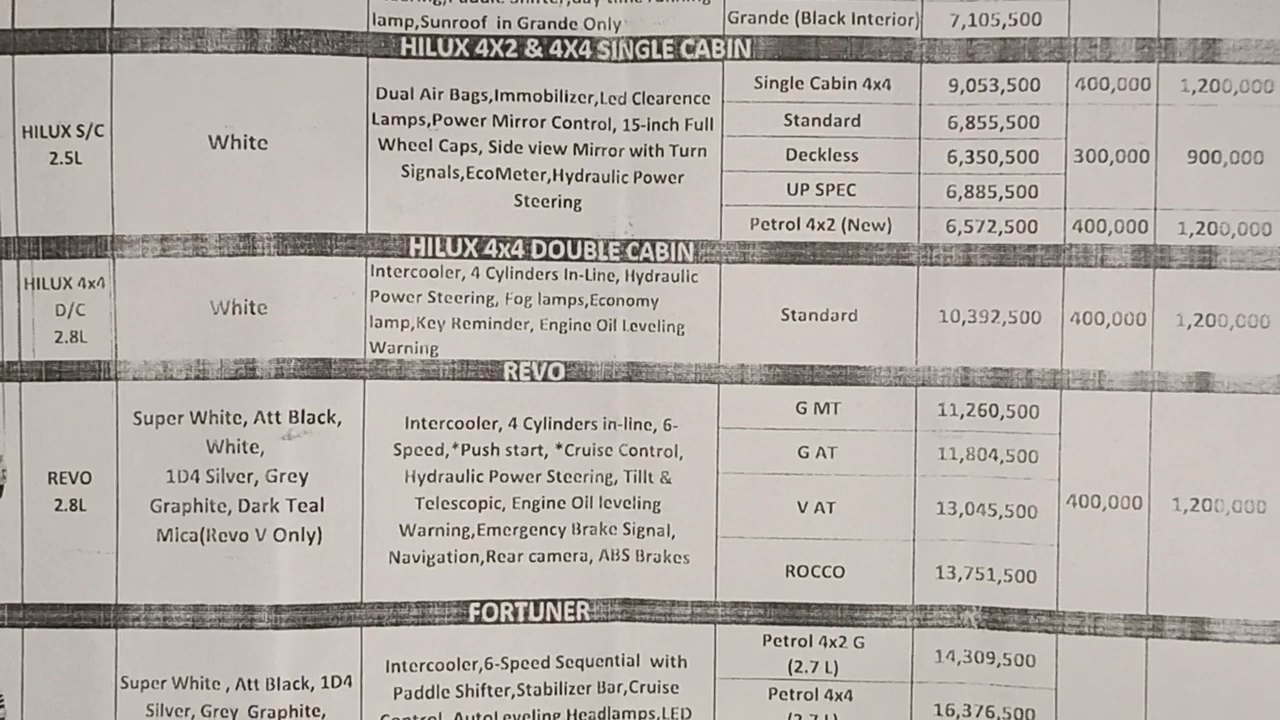 lamp,Sunroof in Grande Only
Grande (Black Interior)
7,105,500
HILUX 4X2 & 4X4 SINGLE CABIN
HILUX S/C
2.5L
White
Dual Air Bags,Immobilizer,Led Clearence
Lamps,Power Mirror Control, 15-inch Full
Wheel Caps, Side view Mirror with Turn
Signals,EcoMeter,Hydraulic Power
Steering
Single Cabin 4x4
9,053,500
400,000
1,200,000
Standard
6,855,500
Deckless
6,350,500
300,000
900,000
UP SPEC
6,885,500
Petrol 4x2 (New)
6,572,500
400,000
1,200,000
HILUX 4x4 DOUBLE CABIN
HILUX 4x4
D/C
2.8L
White
Intercooler, 4 Cylinders In-Line, Hydraulic
Power Steering, Fog lamps,Economy
lamp,Key Reminder, Engine Oil Leveling
Warning
Standard
10,392,500
400,000
1,200,000
REVO
REVO
2.8L
Super White, Att Black,
White,
1D4 Silver, Grey
Graphite, Dark Teal
Mica(Revo V Only)
Intercooler, 4 Cylinders in-line, 6-
Speed,*Push start, *Cruise Control,
Hydraulic Power Steering, Tillt &
Telescopic, Engine Oil leveling
Warning,Emergency Brake Signal,
Navigation,Rear camera, ABS Brakes
G MT
11,260,500
G AT
11,804,500
V AT
13,045,500
ROCCO
13,751,500
400,000
1,200,000
FORTUNER
Super White , Att Black, 1D4
Silver, Grey Graphite,
Intercooler,6-Speed Sequential with
Paddle Shifter,Stabilizer Bar,Cruise
Control, AutoLeveling Headlamps,LED
Petrol 4x2 G
(2.7 L)
14,309,500
Petrol 4x4
(2.7 L)
16,376,500